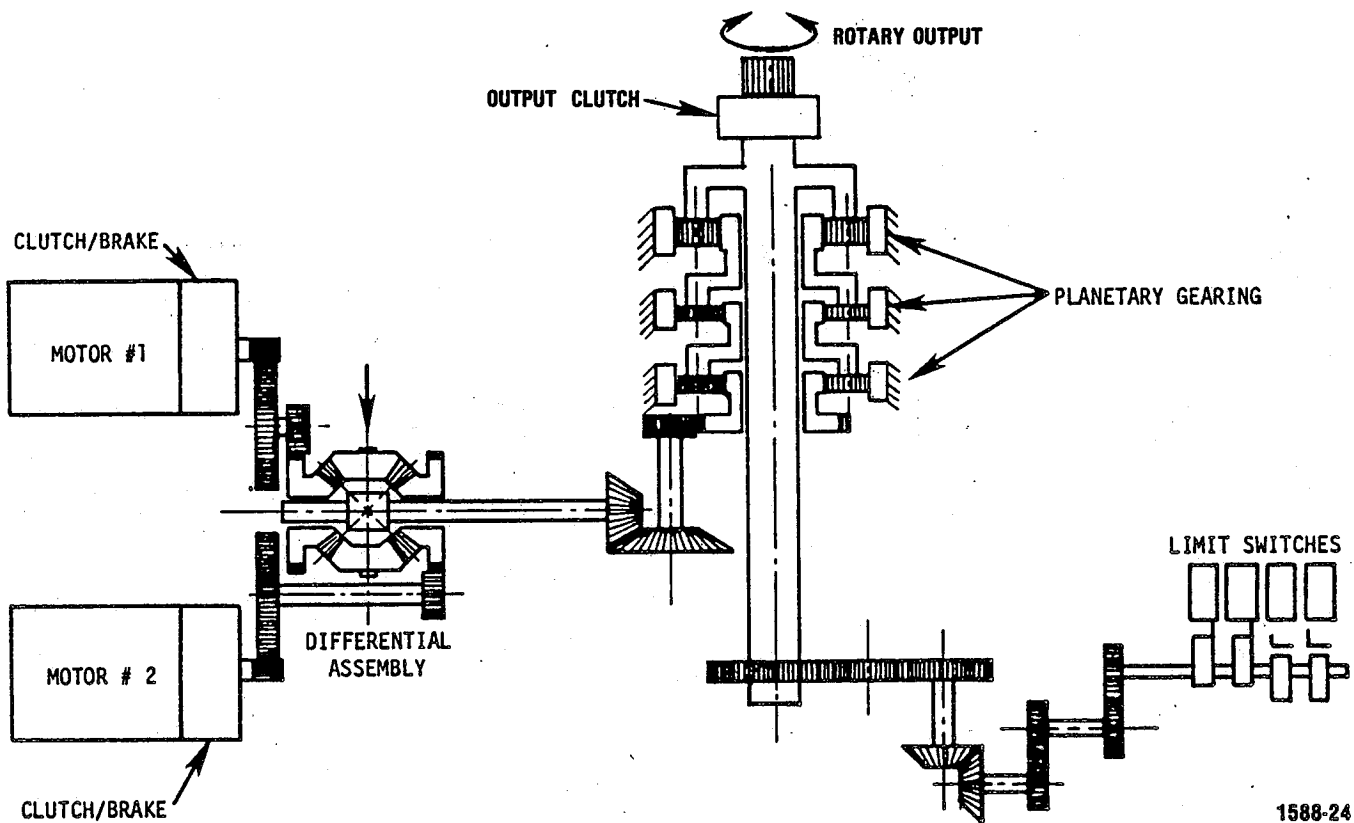 ROTARY OUTPUT
OUTPUT CLUTCH
CLUTCH/BRAKE
MOTOR #1
PLANETARY GEARING
LIMIT SWITCHES
DIFFERENTIAL
ASSEMBLY
MOTOR # 2
CLUTCH/BRAKE
1588-24